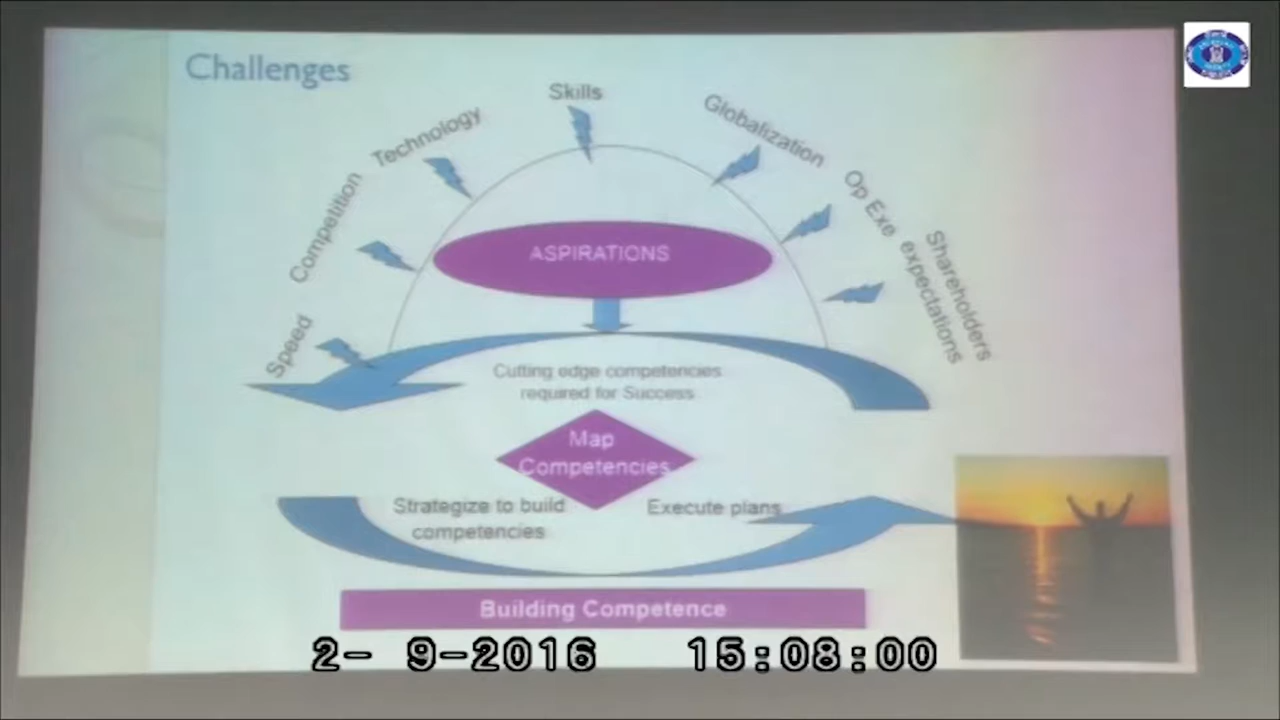 Challenges
Skills
Technology
Globalization
Competition
Op Exe
Shareholders
expectations
Speed
ASPIRATIONS
Cutting edge competencies
required for Success
Map
Competencies
Strategize to build
competencies
Execute plans
Building Competence
2- 9-2016 15:08:00